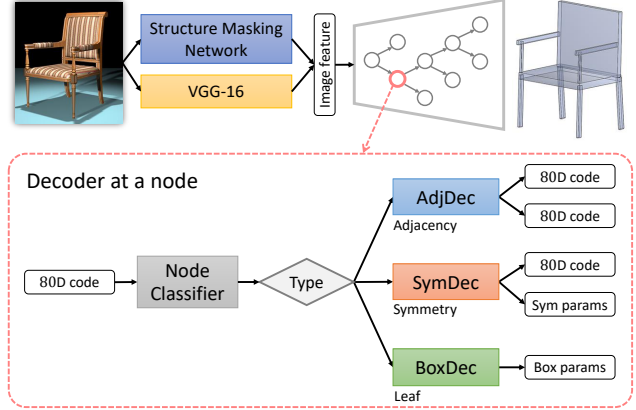 Structure Masking
Network
VGG-16
Image feature
Decoder at a node
80D code
Node
Classifier
Type
AdjDec
Adjacency
80D code
80D code
SymDec
Symmetry
80D code
Sym params
BoxDec
Leaf
Box params